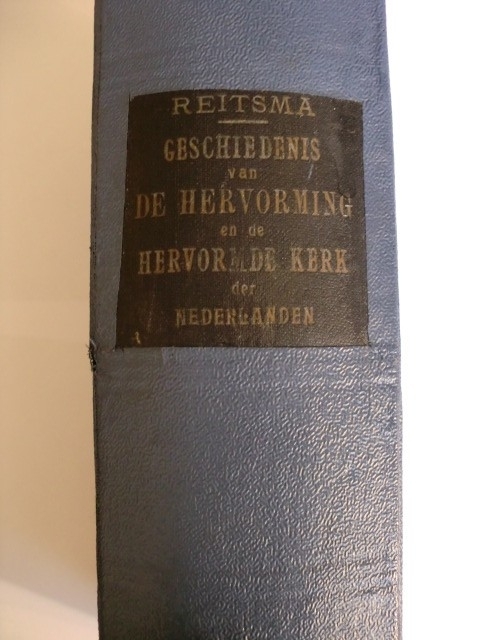 REITSMA
GESCHIEDENIS
van
DE HERVORMING
en de
HERVORMDE KERK
der
NEDERLANDEN